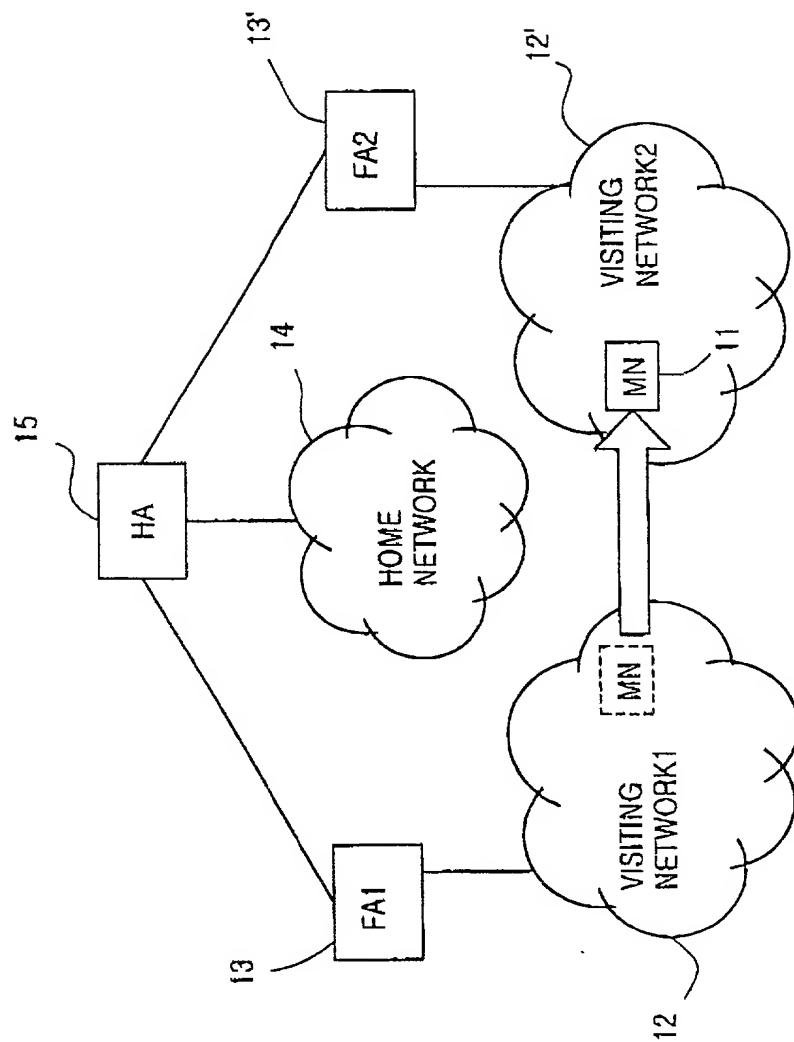 15
HA
13'
FA2
13
FA1
14
HOME
NETWORK
12'
VISITING
NETWORK2
MN
11
MN
VISITING
NETWORK1
12